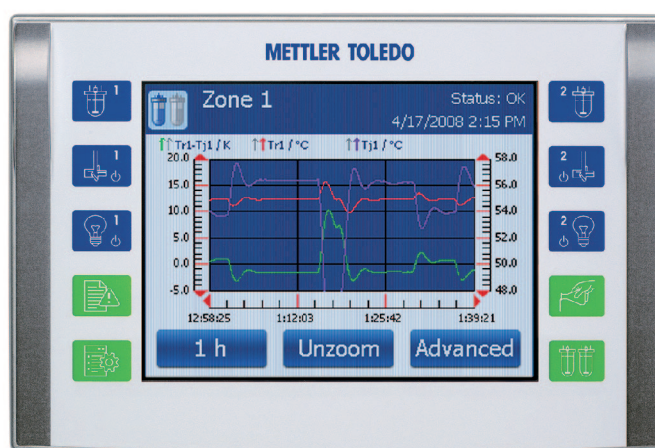 METTLER TOLEDO
1
2
Zone 1
Status: OK
4/17/2008 2:15 PM
Tr1-Tj1 / K
Tr1 / °C
Tj1 / °C
20.0
58.0
1
2
15.0
56.0
10.0
54.0
1
2
5.0
52.0
0.0
50.0
-5.0
48.0
12:58:25
1:12:03
1:25:42
1:39:21
1 h
Unzoom
Advanced